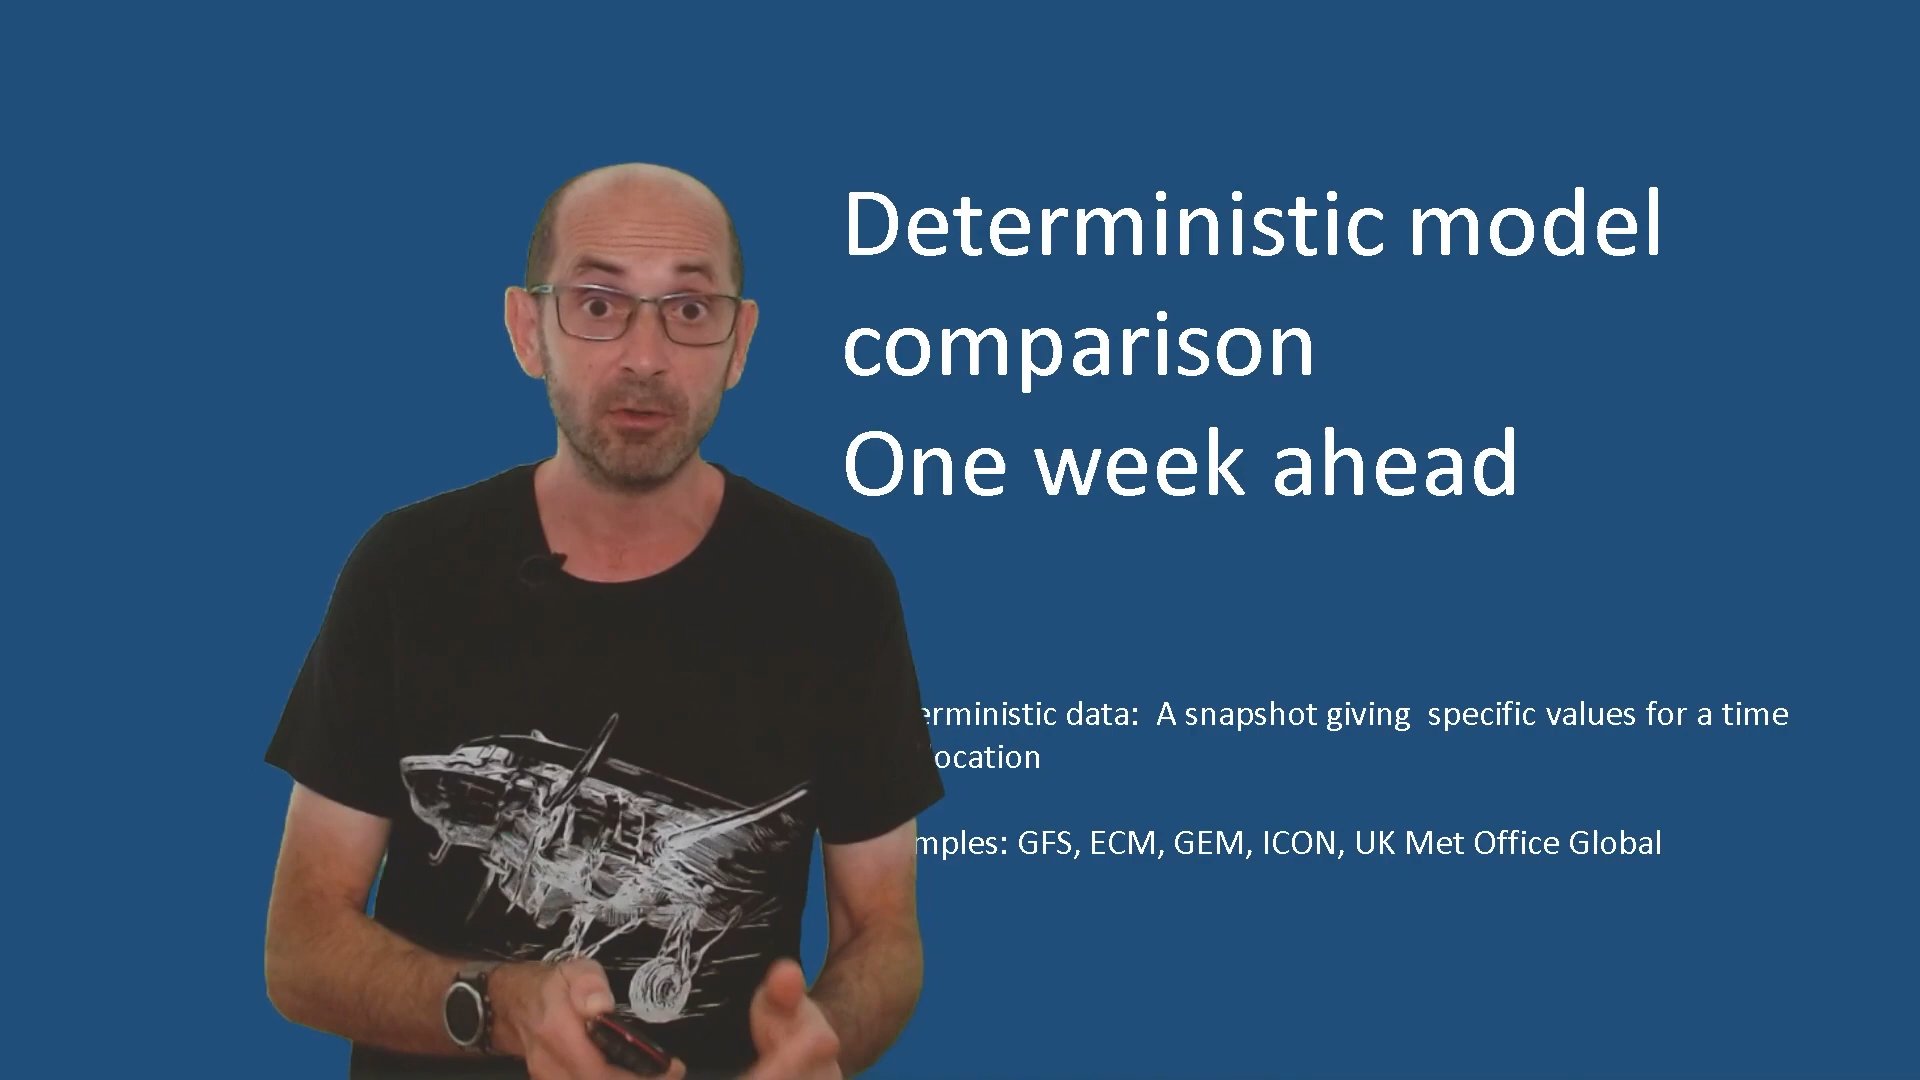 Deterministic model
comparison
One week ahead
erministic data:  A snapshot giving  specific values for a time
ocation
mples: GFS, ECM, GEM, ICON, UK Met Office Global